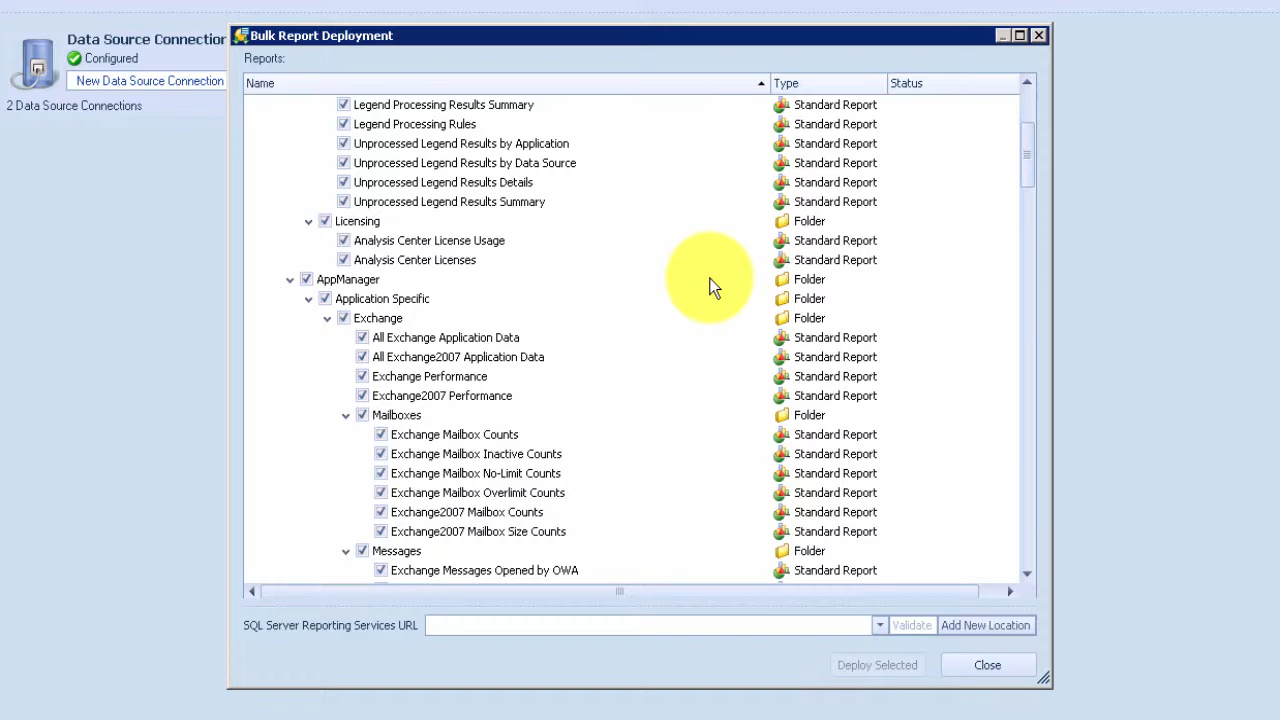 Data Source Connection
Configured
New Data Source Connection
2 Data Source Connections
Bulk Report Deployment
Reports:
Name Type Status
Legend Processing Results Summary Standard Report
Legend Processing Rules Standard Report
Unprocessed Legend Results by Application Standard Report
Unprocessed Legend Results by Data Source Standard Report
Unprocessed Legend Results Details Standard Report
Unprocessed Legend Results Summary Standard Report
Licensing Folder
Analysis Center License Usage Standard Report
Analysis Center Licenses Standard Report
AppManager Folder
Application Specific Folder
Exchange Folder
All Exchange Application Data Standard Report
All Exchange2007 Application Data Standard Report
Exchange Performance Standard Report
Exchange2007 Performance Standard Report
Mailboxes Folder
Exchange Mailbox Counts Standard Report
Exchange Mailbox Inactive Counts Standard Report
Exchange Mailbox No-Limit Counts Standard Report
Exchange Mailbox Overlimit Counts Standard Report
Exchange2007 Mailbox Counts Standard Report
Exchange2007 Mailbox Size Counts Standard Report
Messages Folder
Exchange Messages Opened by OWA Standard Report
SQL Server Reporting Services URL Validate Add New Location
Deploy Selected Close